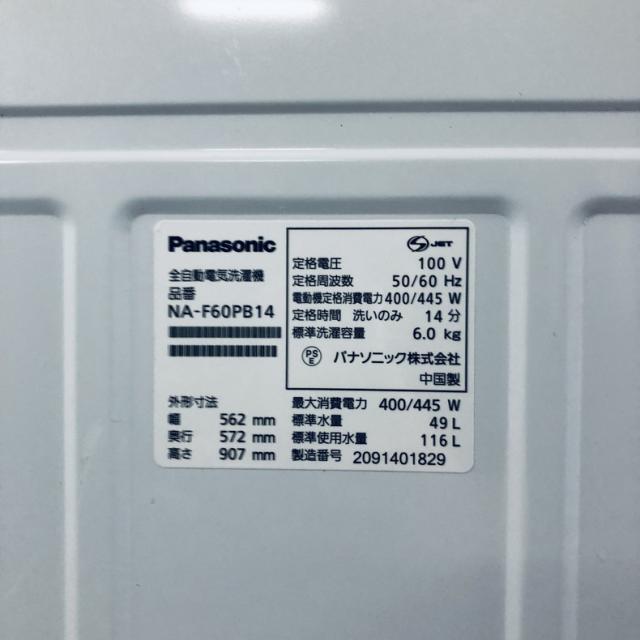 Panasonic
全自動電気洗濯機
品番
NA-F60PB14
外形寸法
幅 562 mm
奥行 572 mm
高さ 907 mm
S JET
定格電圧 100 V
定格周波数 50/60 Hz
電動機定格消費電力 400/445 W
定格時間 洗いのみ 14 分
標準洗濯容量 6.0 kg
PSE パナソニック株式会社
中国製
最大消費電力 400/445 W
標準水量 49 L
標準使用水量 116 L
製造番号 2091401829